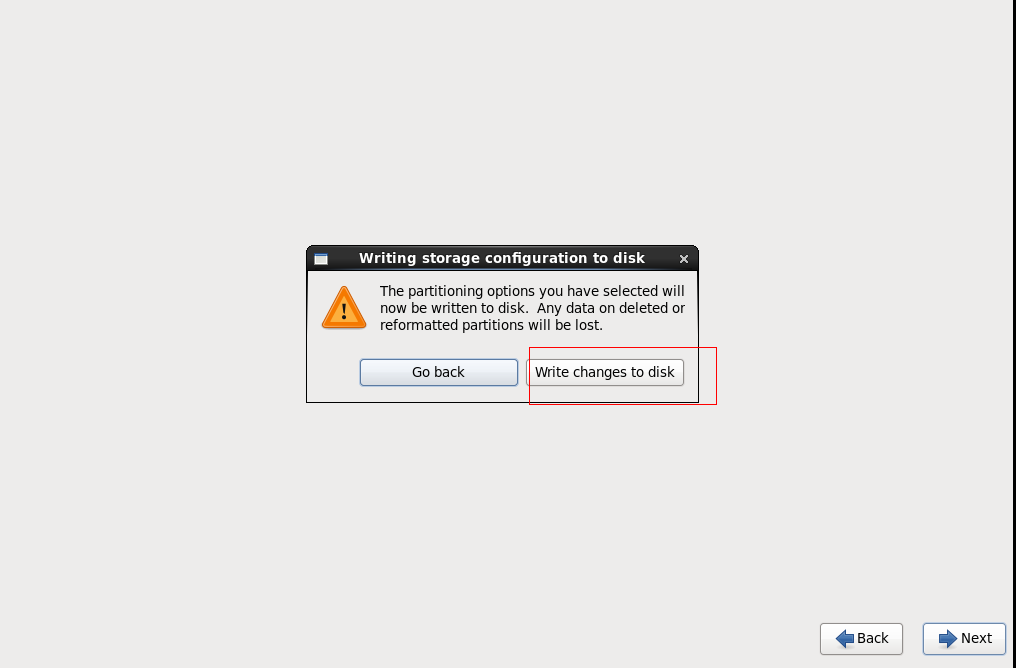 Writing storage configuration to disk
The partitioning options you have selected will
now be written to disk.  Any data on deleted or
reformatted partitions will be lost.
Go back
Write changes to disk
Back
Next